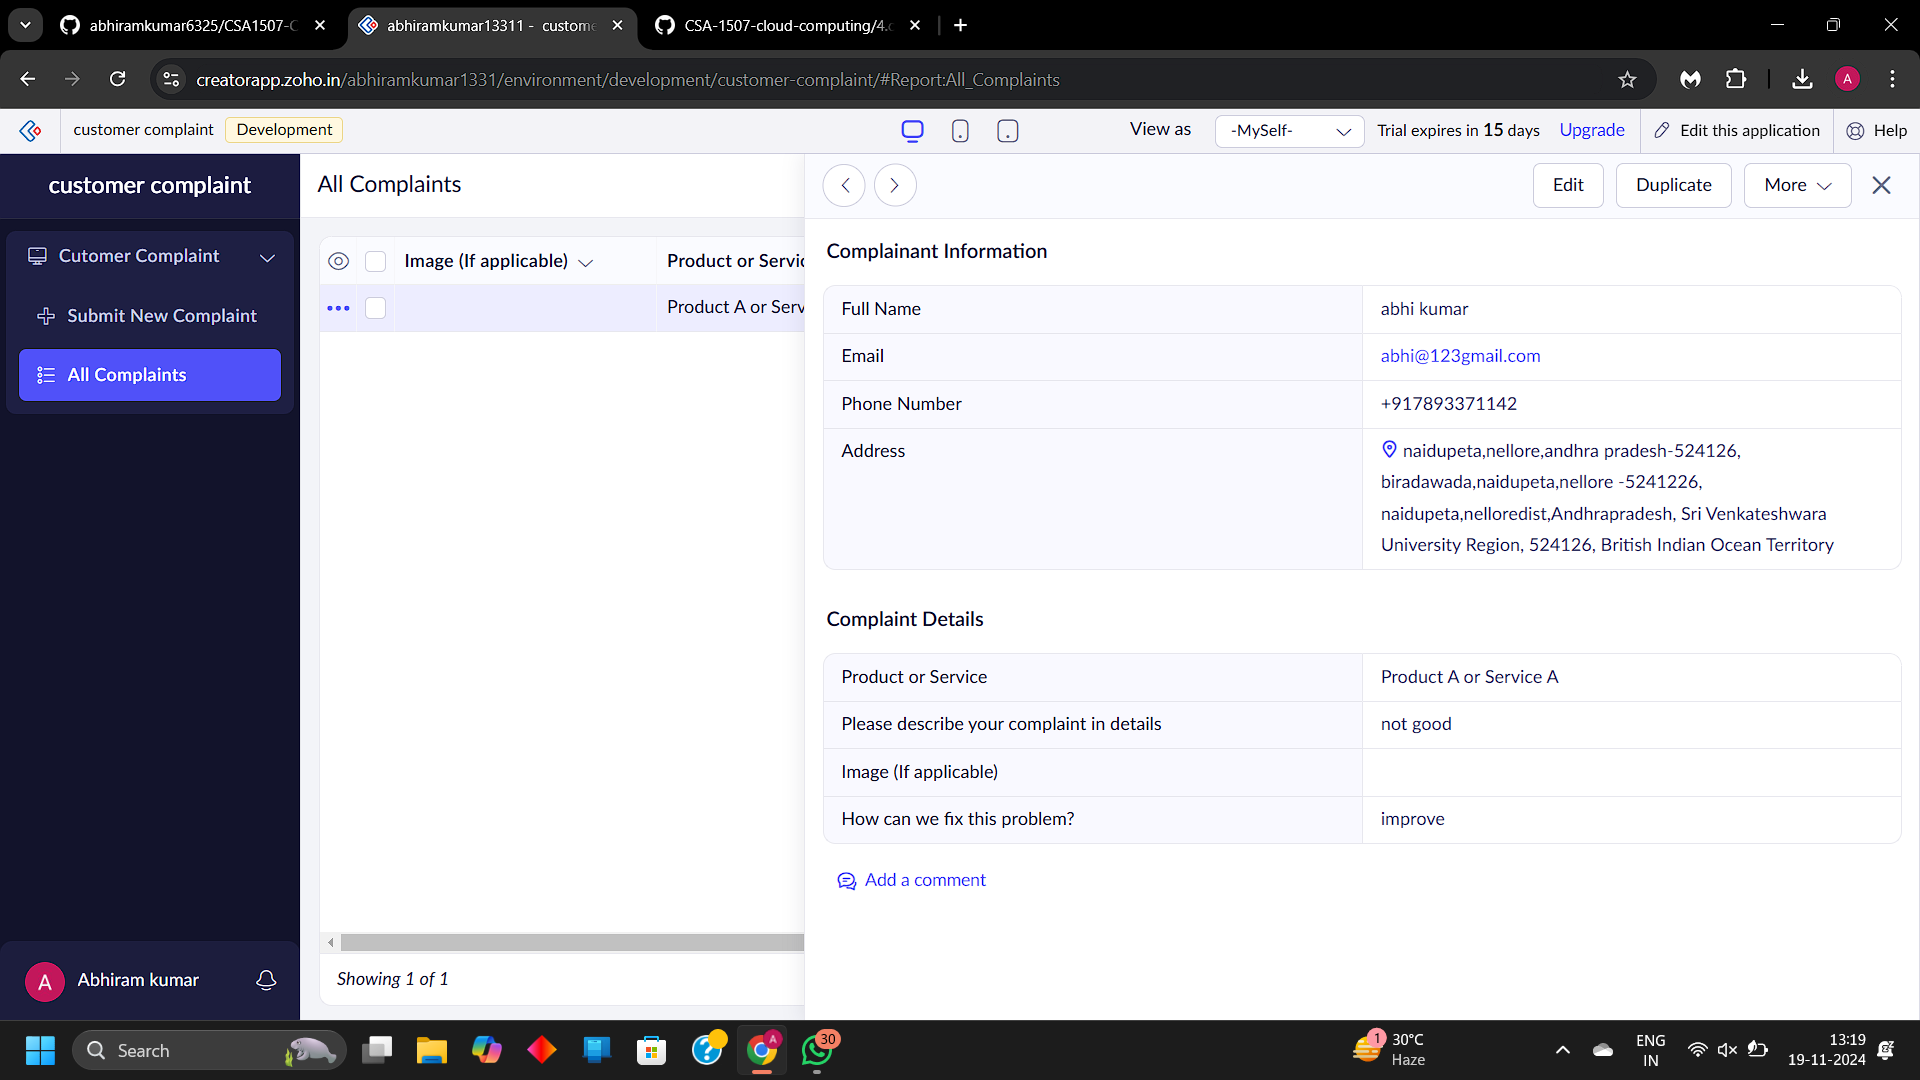 abhiramkumar6325/CSA1507-C
abhiramkumar13311 - custome
CSA-1507-cloud-computing/4.c
creatorapp.zoho.in/abhiramkumar1331/environment/development/customer-complaint/#Report:All_Complaints
A
customer complaint
Development
View as
-MySelf-
Trial expires in 15 days
Upgrade
Edit this application
Help
customer complaint
Cutomer Complaint
Submit New Complaint
All Complaints
Abhiram kumar
A
All Complaints
Image (If applicable)
Product or Servic
Product A or Serv
Showing 1 of 1
Edit
Duplicate
More
Complainant Information
Full Name
abhi kumar
Email
abhi@123gmail.com
Phone Number
+917893371142
Address
naidupeta,nellore,andhra pradesh-524126,
biradawada,naidupeta,nellore -5241226,
naidupeta,nelloredist,Andhrapradesh, Sri Venkateshwara
University Region, 524126, British Indian Ocean Territory
Complaint Details
Product or Service
Product A or Service A
Please describe your complaint in details
not good
Image (If applicable)
How can we fix this problem?
improve
Add a comment
Search
A
30
1
30°C
Haze
ENG
IN
13:19
19-11-2024